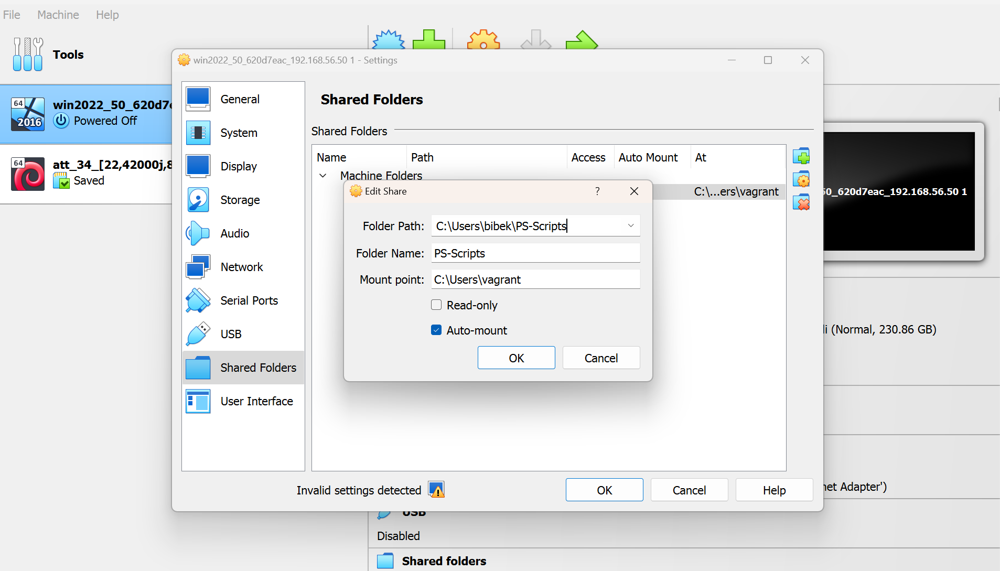 File Machine Help
Tools
win2022_50_620d7eac_192.168.56.50 1 - Settings
64
2016
win2022_50_620d7
Powered Off
64
att_34_[22,42000j,8
Saved
General
System
Display
Storage
Audio
Network
Serial Ports
USB
Shared Folders
User Interface
Shared Folders
Shared Folders
Name Path Access Auto Mount At
Machine Folders
C:\...ers\vagrant
Edit Share ?
Folder Path: C:\Users\bibek\PS-Scripts
Folder Name: PS-Scripts
Mount point: C:\Users\vagrant
Read-only
Auto-mount
OK Cancel
Invalid settings detected
OK Cancel Help
50_620d7eac_192.168.56.50 1
li (Normal, 230.86 GB)
net Adapter')
USB
Disabled
Shared folders